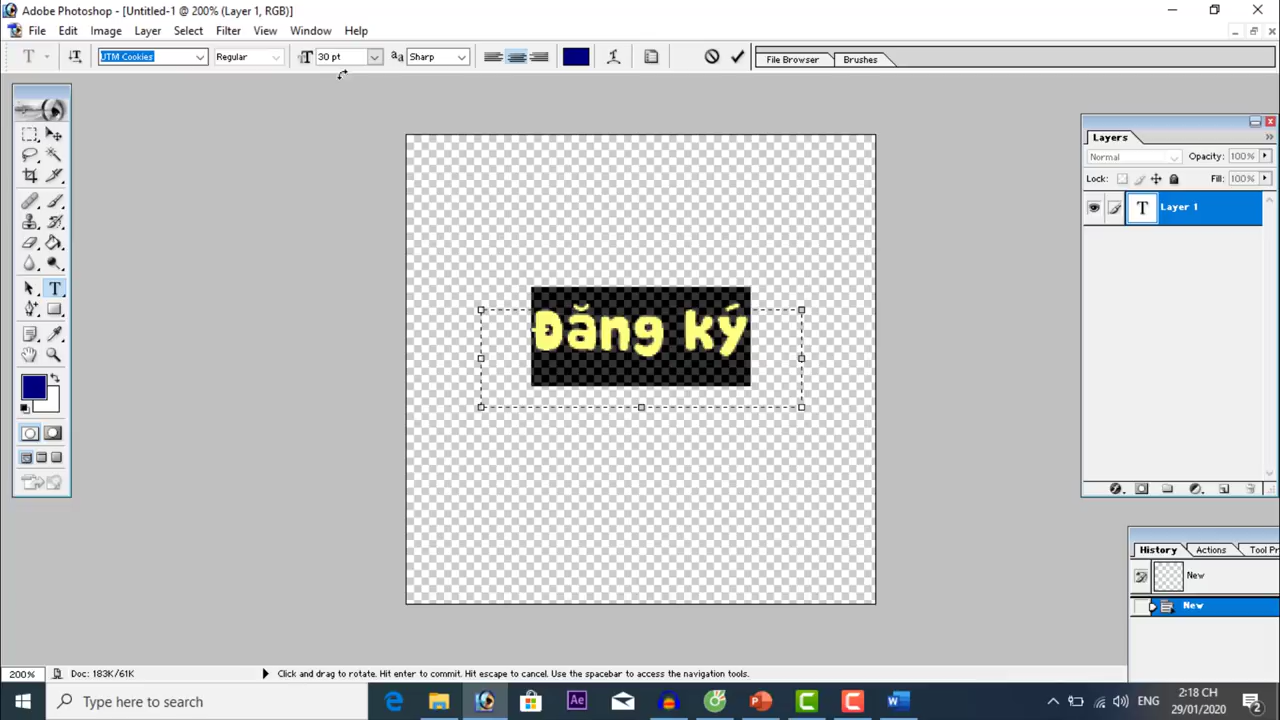 Adobe Photoshop - [Untitled-1 @ 200% (Layer 1, RGB)]
File Edit Image Layer Select Filter View Window Help
UTM Cookies Regular 30 pt aa Sharp File Browser Brushes
Layers
Normal Opacity: 100%
Lock: Fill: 100%
T Layer 1
Đăng ký
History Actions Tool Pr
New
New
200% Doc: 183K/61K Click and drag to rotate. Hit enter to commit. Hit escape to cancel. Use the spacebar to access the navigation tools.
Type here to search
ENG
2:18 CH
29/01/2020
2